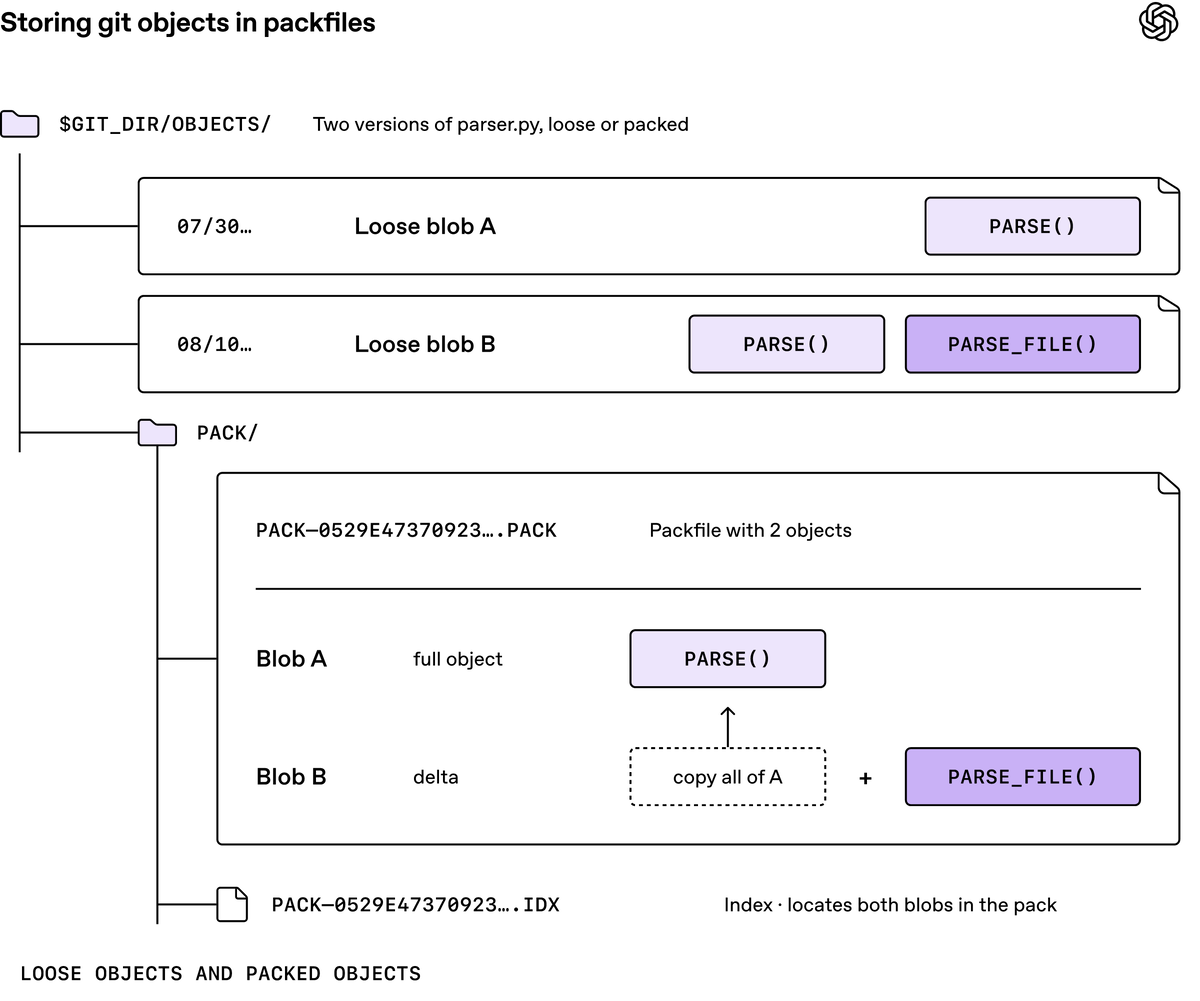 Storing git objects in packfiles
$GIT_DIR/OBJECTS/ Two versions of parser.py, loose or packed
07/30… Loose blob A PARSE()
08/10… Loose blob B PARSE() PARSE_FILE()
PACK/
PACK–0529E47370923….PACK Packfile with 2 objects
Blob A full object PARSE()
Blob B delta copy all of A + PARSE_FILE()
PACK–0529E47370923….IDX Index · locates both blobs in the pack
LOOSE OBJECTS AND PACKED OBJECTS